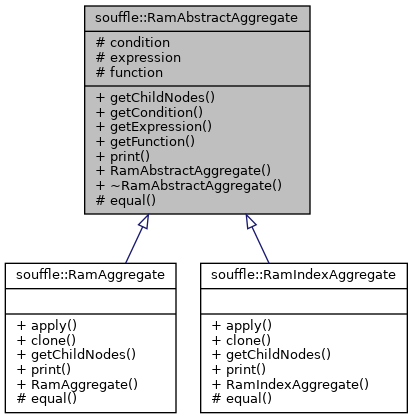 souffle::RamAbstractAggregate
# condition
# expression
# function
+ getChildNodes()
+ getCondition()
+ getExpression()
+ getFunction()
+ print()
+ RamAbstractAggregate()
+ ~RamAbstractAggregate()
# equal()
souffle::RamAggregate
+ apply()
+ clone()
+ getChildNodes()
+ print()
+ RamAggregate()
# equal()
souffle::RamIndexAggregate
+ apply()
+ clone()
+ getChildNodes()
+ print()
+ RamIndexAggregate()
# equal()